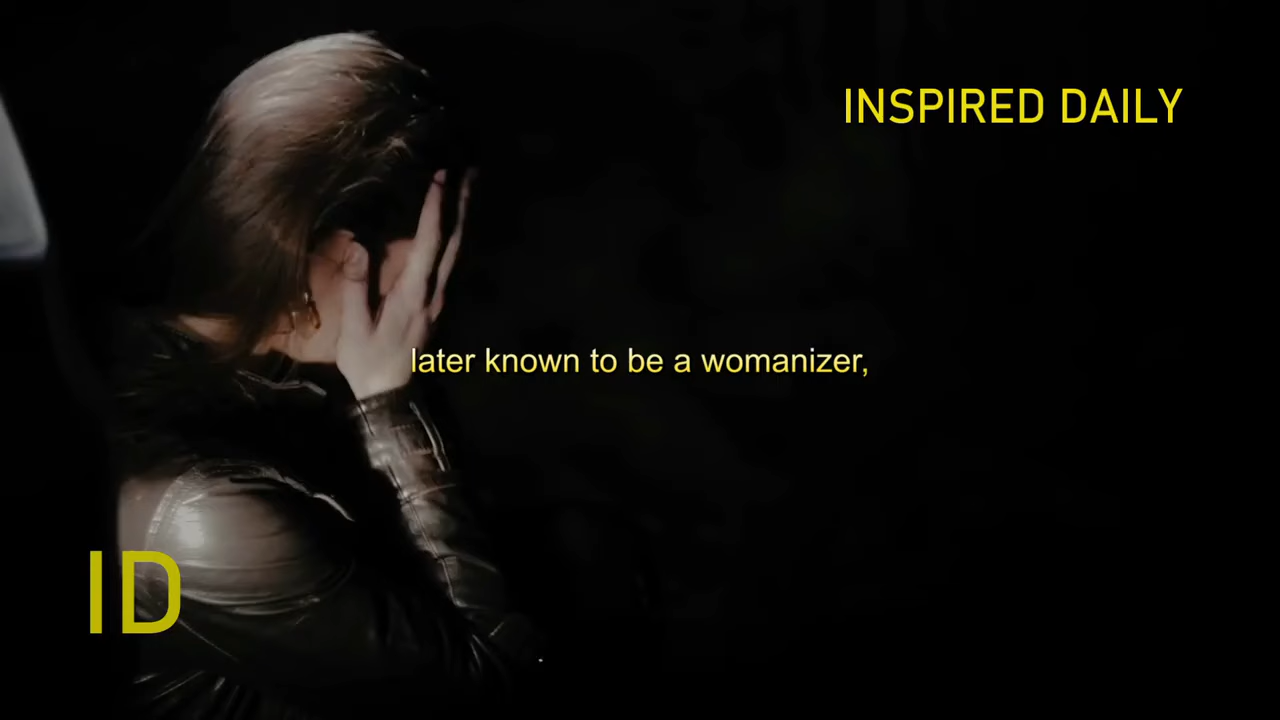 INSPIRED DAILY
later known to be a womanizer,
ID